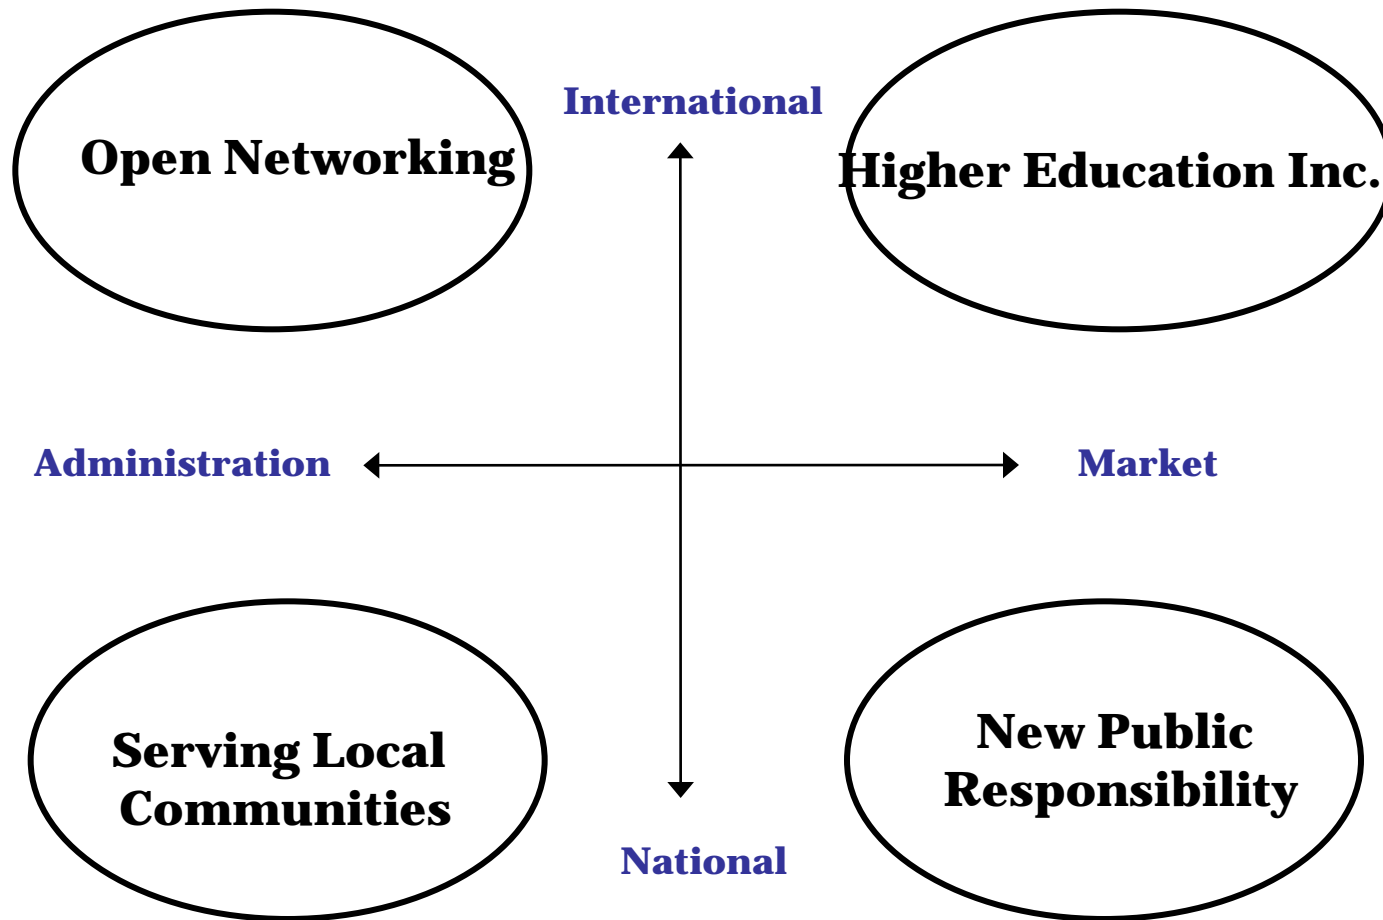 International
Open Networking
Higher Education Inc.
Administration
Market
Serving Local
Communities
New Public
Responsibility
National